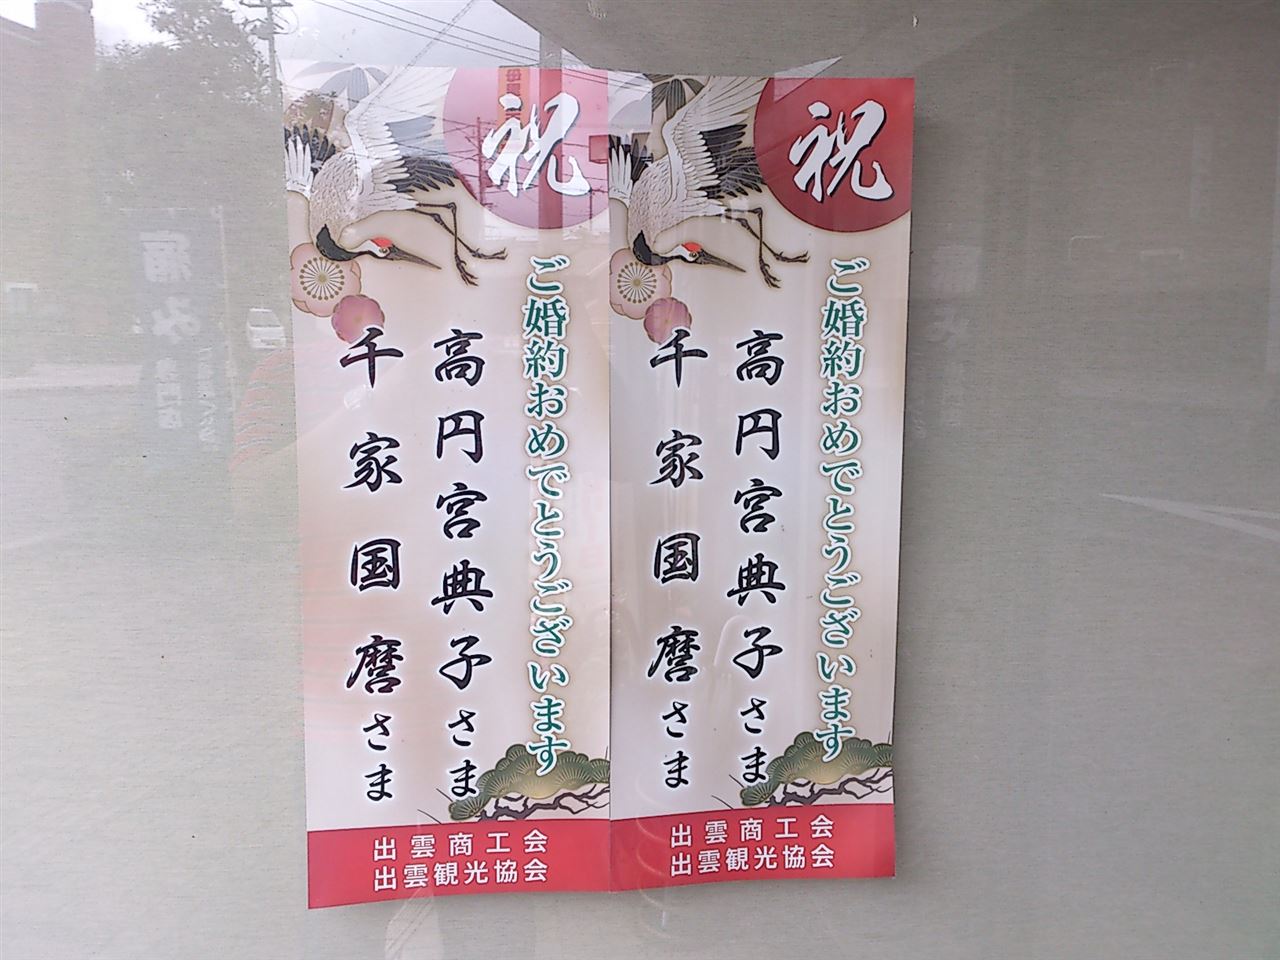 祝
ご婚約おめでとうございます
高円宮典子さま
千家国麿さま
出雲商工会
出雲観光協会
祝
ご婚約おめでとうございます
高円宮典子さま
千家国麿さま
出雲商工会
出雲観光協会